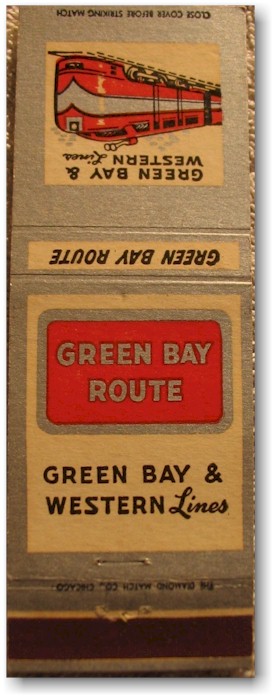 CLOSE COVER BEFORE STRIKING MATCH
GREEN BAY &
WESTERN Lines
GREEN BAY ROUTE
GREEN BAY
ROUTE
GREEN BAY &
WESTERN Lines
THE DIAMOND MATCH CO., CHICAGO